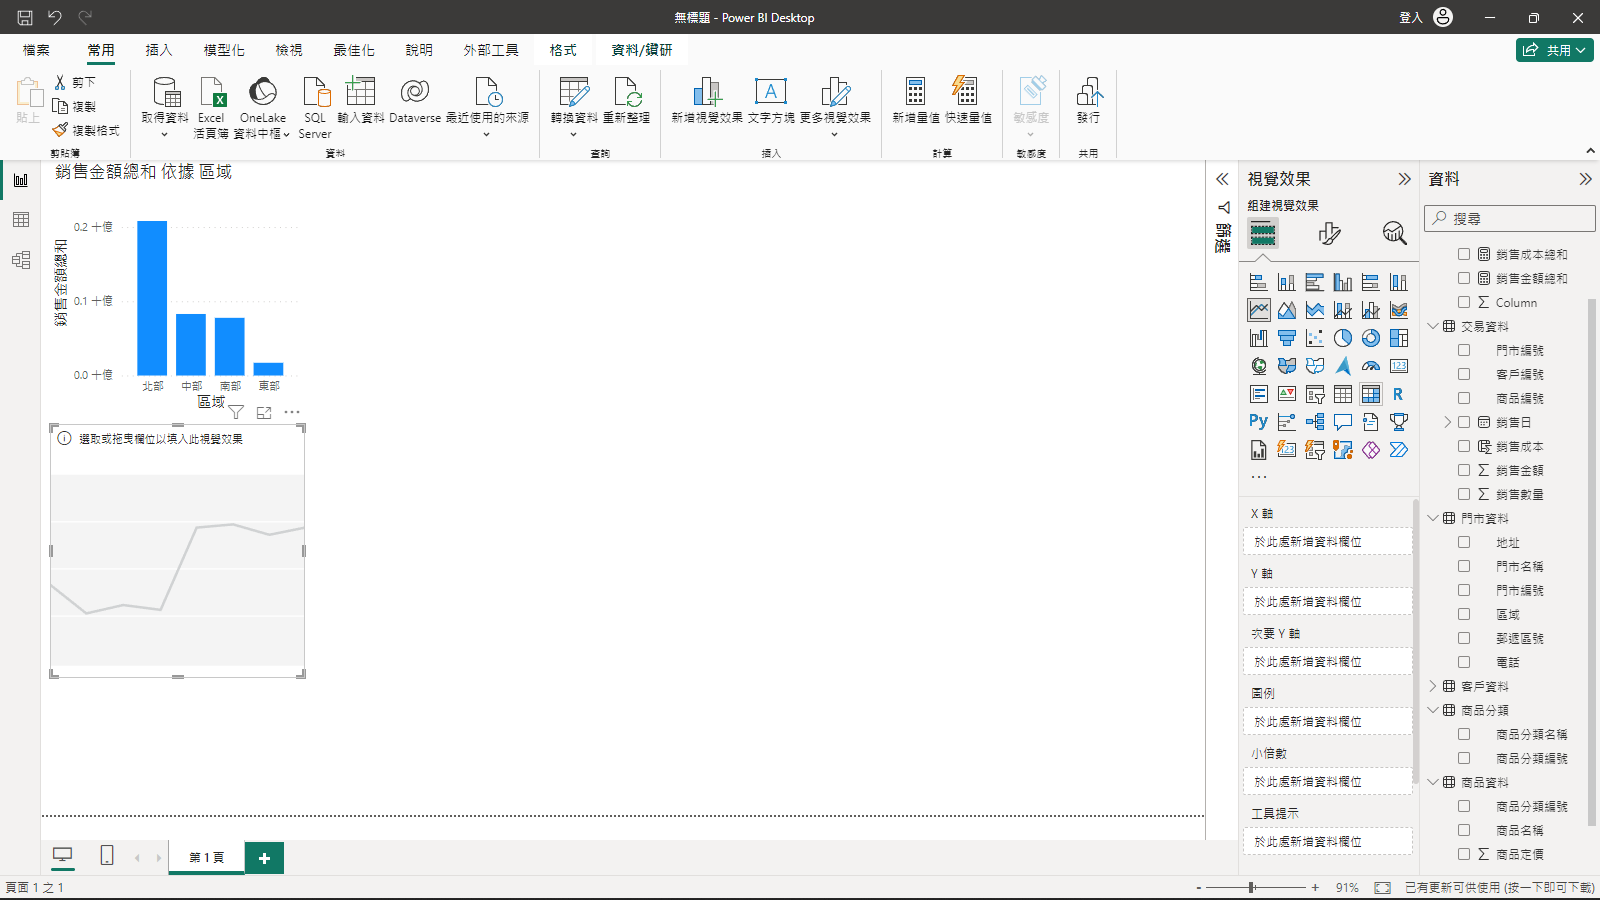 無標題 - Power BI Desktop
登入
檔案 常用 插入 模型化 檢視 最佳化 說明 外部工具 格式 資料/鑽研
共用
貼上
剪下
複製
複製格式
剪貼簿
取得資料
Excel 活頁簿
OneLake 資料中樞
SQL Server
輸入資料
Dataverse
最近使用的來源
資料
轉換資料
重新整理
查詢
新增視覺效果
文字方塊
更多視覺效果
插入
新增量值
快速量值
計算
敏感度
敏感度
發行
共用
銷售金額總和 依據 區域
銷售金額總和
0.2 十億
0.1 十億
0.0 十億
北部 中部 南部 東部
區域
選取或拖曳欄位以填入此視覺效果
篩選
視覺效果
組建視覺效果
123
R
Py
123
X 軸
於此處新增資料欄位
Y 軸
於此處新增資料欄位
次要 Y 軸
於此處新增資料欄位
圖例
於此處新增資料欄位
小倍數
於此處新增資料欄位
工具提示
於此處新增資料欄位
資料
搜尋
銷售成本總和
銷售金額總和
Column
交易資料
門市編號
客戶編號
商品編號
銷售日
銷售成本
銷售金額
銷售數量
門市資料
地址
門市名稱
門市編號
區域
郵遞區號
電話
客戶資料
商品分類
商品分類名稱
商品分類編號
商品資料
商品分類編號
商品名稱
商品定價
第 1 頁
頁面 1 之 1
- + 91%
已有更新可供使用 (按一下即可下載)